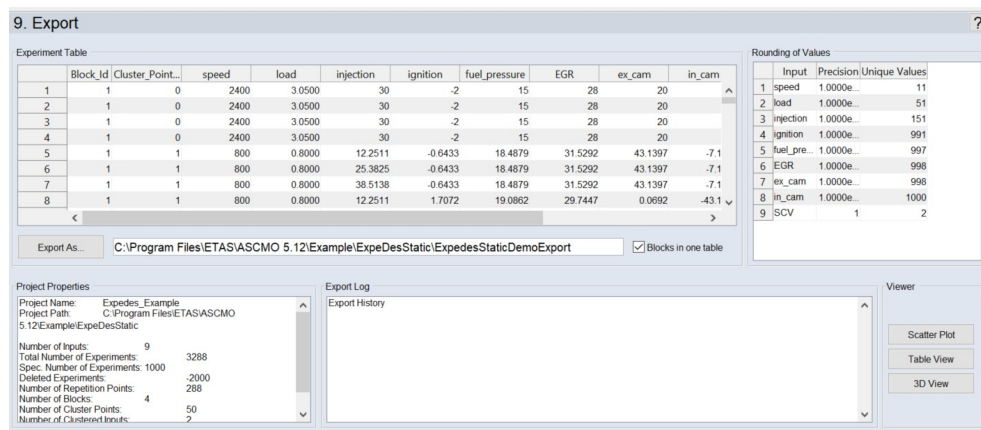 9. Export
?
Experiment Table
Block_Id Cluster_Point... speed load injection ignition fuel_pressure EGR ex_cam in_cam
1 1 0 2400 3.0500 30 -2 15 28 20
2 1 0 2400 3.0500 30 -2 15 28 20
3 1 0 2400 3.0500 30 -2 15 28 20
4 1 0 2400 3.0500 30 -2 15 28 20
5 1 1 800 0.8000 12.2511 -0.6433 18.4879 31.5292 43.1397 -7.1
6 1 1 800 0.8000 25.3825 -0.6433 18.4879 31.5292 43.1397 -7.1
7 1 1 800 0.8000 38.5138 -0.6433 18.4879 31.5292 43.1397 -7.1
8 1 1 800 0.8000 12.2511 1.7072 19.0862 29.7447 0.0692 -43.1
Export As... C:\Program Files\ETAS\ASCMO 5.12\Example\ExpeDesStatic\ExpedesStaticDemoExport Blocks in one table
Rounding of Values
Input Precision Unique Values
1 speed 1.0000e... 11
2 load 1.0000e... 51
3 injection 1.0000e... 151
4 ignition 1.0000e... 991
5 fuel_pre... 1.0000e... 997
6 EGR 1.0000e... 998
7 ex_cam 1.0000e... 998
8 in_cam 1.0000e... 1000
9 SCV 1 2
Project Properties
Project Name: Expedes_Example
Project Path: C:\Program Files\ETAS\ASCMO
5.12\Example\ExpeDesStatic
Number of Inputs: 9
Total Number of Experiments: 3288
Spec. Number of Experiments: 1000
Deleted Experiments: -2000
Number of Repetition Points: 288
Number of Blocks: 4
Number of Cluster Points: 50
Number of Clustered Inputs: 2
Export Log
Export History
Viewer
Scatter Plot
Table View
3D View